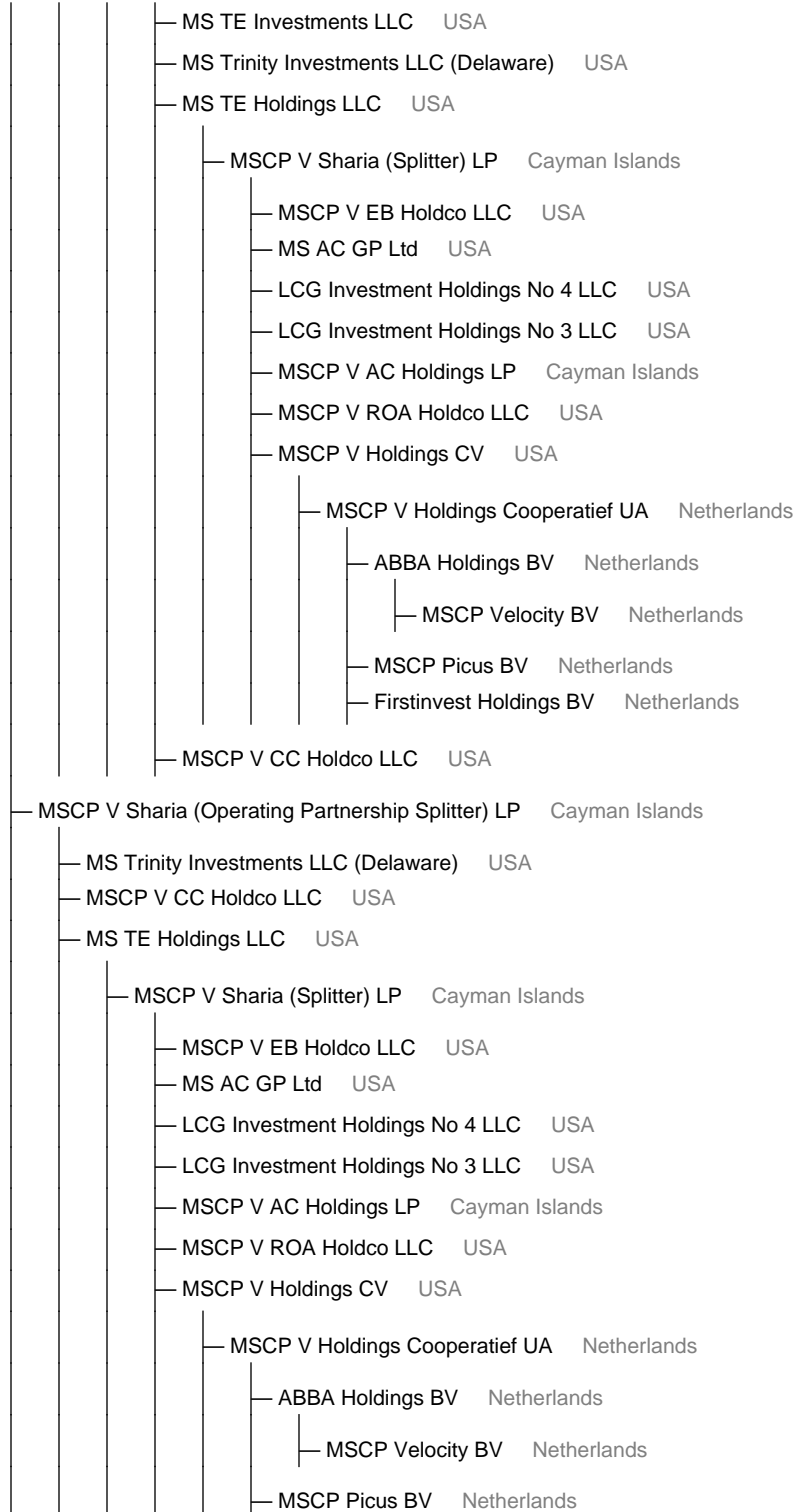 MS TE Investments LLC USA
MS Trinity Investments LLC (Delaware) USA
MS TE Holdings LLC USA
MSCP V Sharia (Splitter) LP Cayman Islands
MSCP V EB Holdco LLC USA
MS AC GP Ltd USA
LCG Investment Holdings No 4 LLC USA
LCG Investment Holdings No 3 LLC USA
MSCP V AC Holdings LP Cayman Islands
MSCP V ROA Holdco LLC USA
MSCP V Holdings CV USA
MSCP V Holdings Cooperatief UA Netherlands
ABBA Holdings BV Netherlands
MSCP Velocity BV Netherlands
MSCP Picus BV Netherlands
Firstinvest Holdings BV Netherlands
MSCP V CC Holdco LLC USA
MSCP V Sharia (Operating Partnership Splitter) LP Cayman Islands
MS Trinity Investments LLC (Delaware) USA
MSCP V CC Holdco LLC USA
MS TE Holdings LLC USA
MSCP V Sharia (Splitter) LP Cayman Islands
MSCP V EB Holdco LLC USA
MS AC GP Ltd USA
LCG Investment Holdings No 4 LLC USA
LCG Investment Holdings No 3 LLC USA
MSCP V AC Holdings LP Cayman Islands
MSCP V ROA Holdco LLC USA
MSCP V Holdings CV USA
MSCP V Holdings Cooperatief UA Netherlands
ABBA Holdings BV Netherlands
MSCP Velocity BV Netherlands
MSCP Picus BV Netherlands